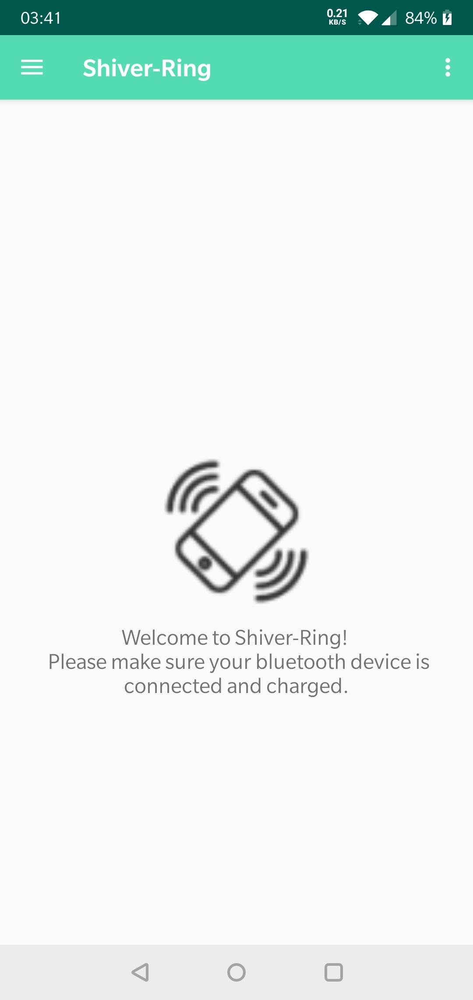 03:41
0.21
KB/S
84%
Shiver-Ring
Welcome to Shiver-Ring!
Please make sure your bluetooth device is
connected and charged.